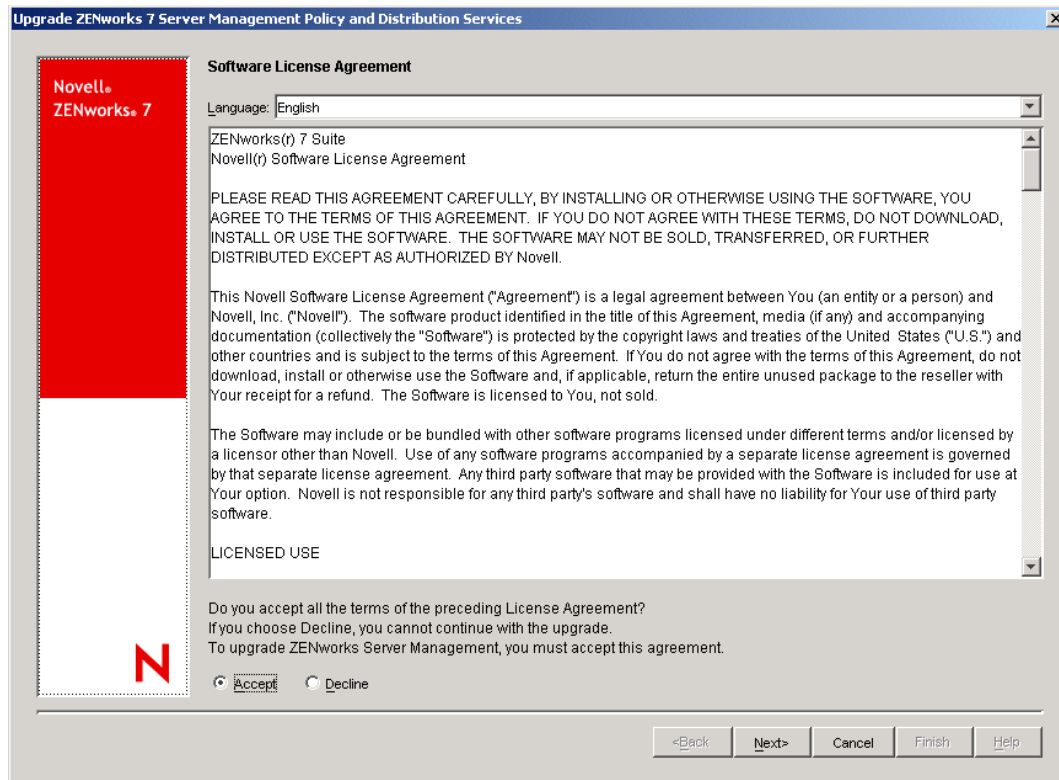 Upgrade ZENworks 7 Server Management Policy and Distribution Services
Novell®
ZENworks® 7
Software License Agreement
Language: English
ZENworks(r) 7 Suite
Novell(r) Software License Agreement
PLEASE READ THIS AGREEMENT CAREFULLY, BY INSTALLING OR OTHERWISE USING THE SOFTWARE, YOU
AGREE TO THE TERMS OF THIS AGREEMENT.  IF YOU DO NOT AGREE WITH THESE TERMS, DO NOT DOWNLOAD,
INSTALL OR USE THE SOFTWARE.  THE SOFTWARE MAY NOT BE SOLD, TRANSFERRED, OR FURTHER
DISTRIBUTED EXCEPT AS AUTHORIZED BY Novell.
This Novell Software License Agreement ("Agreement") is a legal agreement between You (an entity or a person) and
Novell, Inc. ("Novell").  The software product identified in the title of this Agreement, media (if any) and accompanying
documentation (collectively the "Software") is protected by the copyright laws and treaties of the United  States ("U.S.") and
other countries and is subject to the terms of this Agreement.  If You do not agree with the terms of this Agreement, do not
download, install or otherwise use the Software and, if applicable, return the entire unused package to the reseller with
Your receipt for a refund.  The Software is licensed to You, not sold.
The Software may include or be bundled with other software programs licensed under different terms and/or licensed by
a licensor other than Novell.  Use of any software programs accompanied by a separate license agreement is governed
by that separate license agreement.  Any third party software that may be provided with the Software is included for use at
Your option.  Novell is not responsible for any third party's software and shall have no liability for Your use of third party
software.
LICENSED USE
Do you accept all the terms of the preceding License Agreement?
If you choose Decline, you cannot continue with the upgrade.
To upgrade ZENworks Server Management, you must accept this agreement.
N
Accept Decline
<Back Next> Cancel Finish Help